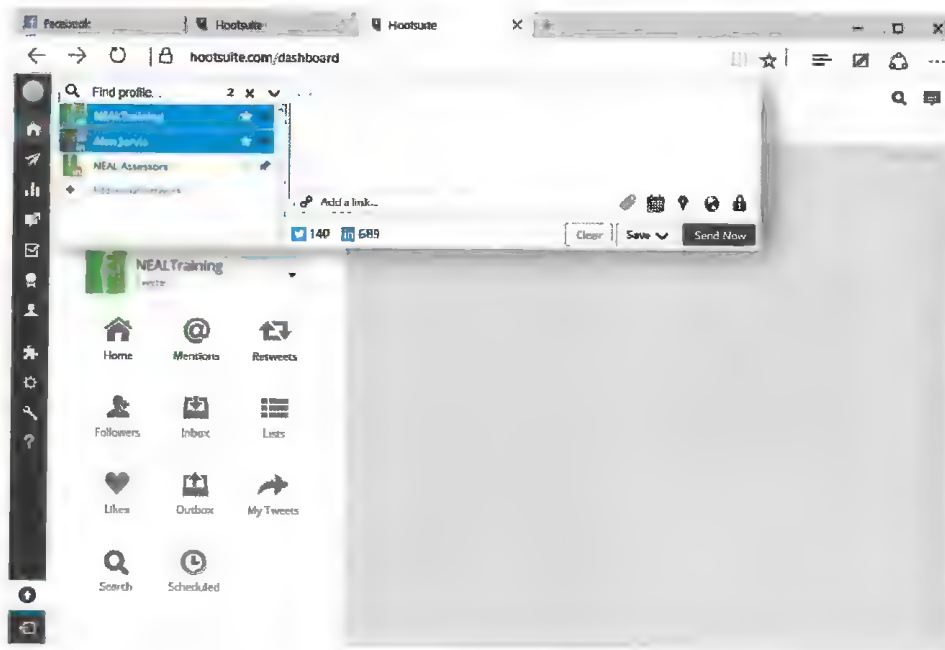 Facebook
Hootsuite
Hootsuite
hootsuite.com/dashboard
Find profile...
2
NEALTraining
Alan Jervis
NEAL Assessors
Add a link...
140
689
Clear
Save
Send Now
NEALTraining
Home
Mentions
Retweets
Followers
Inbox
Lists
Likes
Outbox
My Tweets
Search
Scheduled